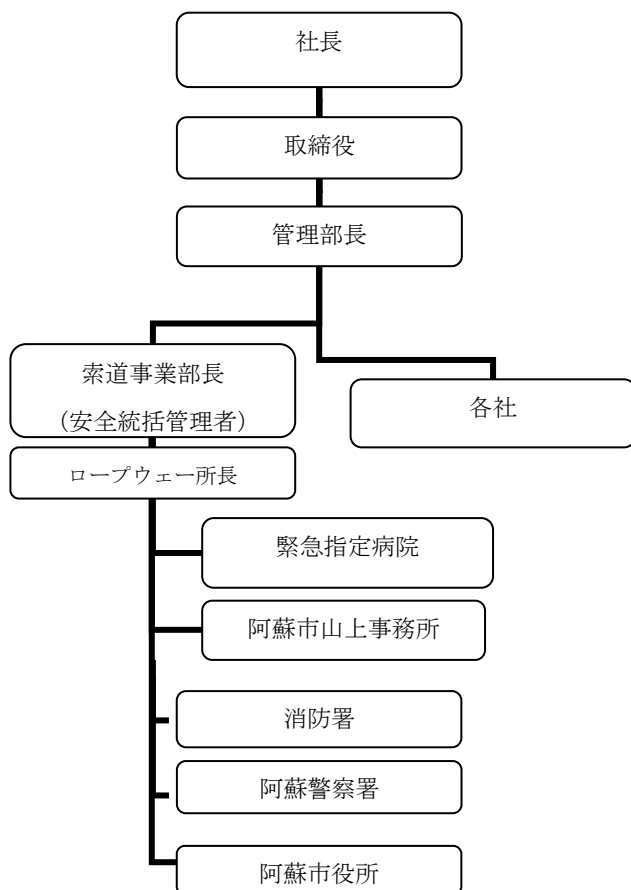 社長
取締役
管理部長
索道事業部長
（安全統括管理者）
各社
ロープウェー所長
緊急指定病院
阿蘇市山上事務所
消防署
阿蘇警察署
阿蘇市役所